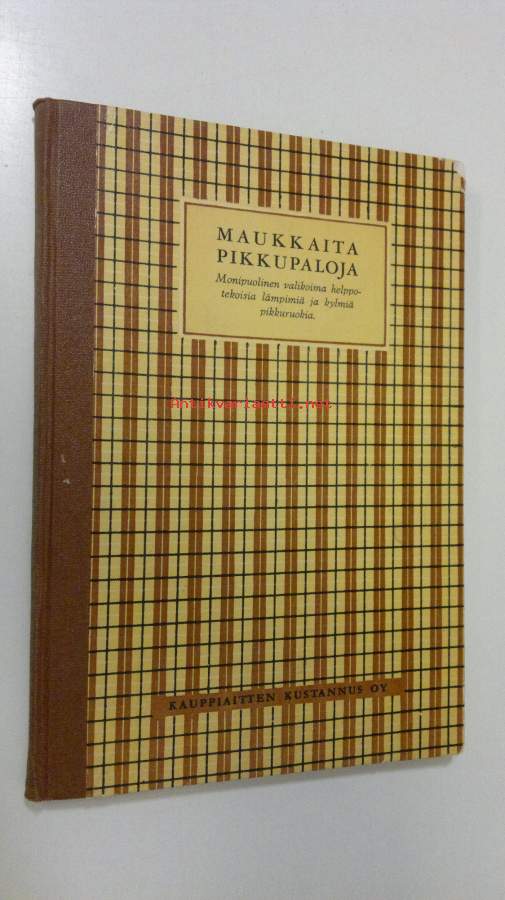 MAUKKAITA
PIKKUPALOJA
Monipuolinen valikoima helppo-
tekoisia lämpimiä ja kylmiä
pikkuruokia.
Antikvariaatti.net
KAUPPIAITTEN KUSTANNUS OY